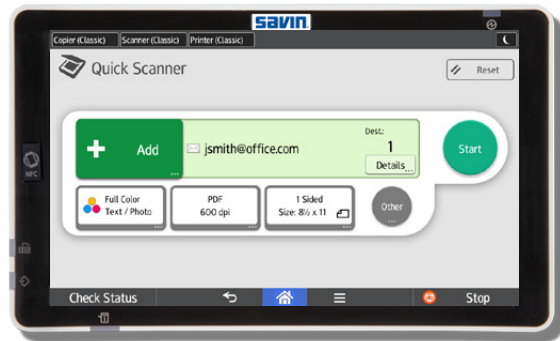 savin
Copier (Classic) Scanner (Classic) Printer (Classic)
Quick Scanner
Reset
Add
jsmith@office.com
Dest.:
1
Details
Start
Full Color
Text / Photo
PDF
600 dpi
1 Sided
Size: 8½ x 11
Other
NFC
Check Status
Stop